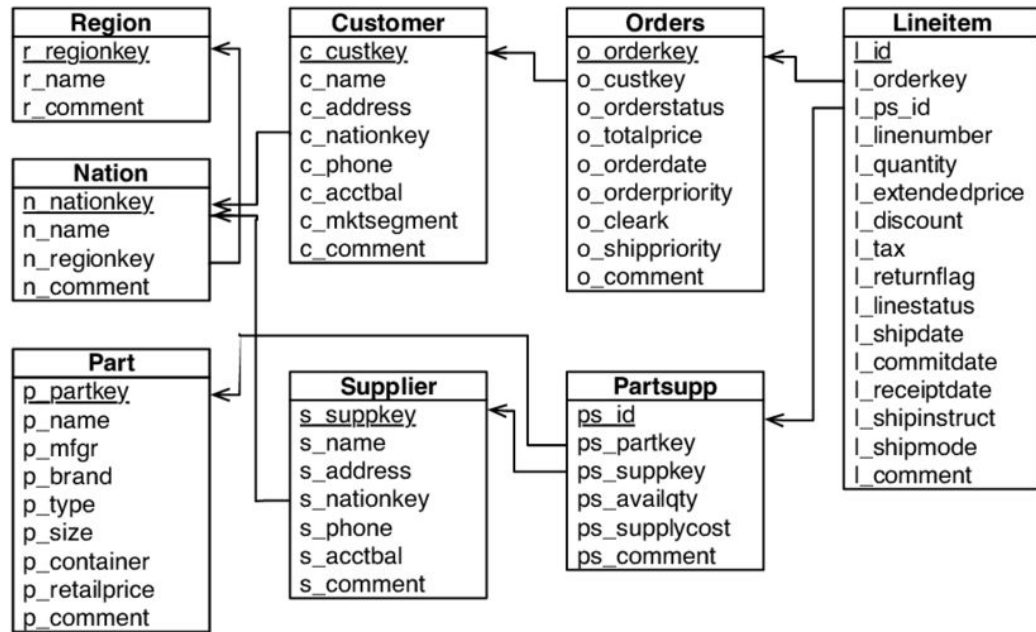 Region
r_regionkey
r_name
r_comment
Nation
n_nationkey
n_name
n_regionkey
n_comment
Part
p_partkey
p_name
p_mfgr
p_brand
p_type
p_size
p_container
p_retailprice
p_comment
Customer
c_custkey
c_name
c_address
c_nationkey
c_phone
c_acctbal
c_mktsegment
c_comment
Supplier
s_suppkey
s_name
s_address
s_nationkey
s_phone
s_acctbal
s_comment
Orders
o_orderkey
o_custkey
o_orderstatus
o_totalprice
o_orderdate
o_orderpriority
o_cleark
o_shippriority
o_comment
Partsupp
ps_id
ps_partkey
ps_suppkey
ps_availqty
ps_supplycost
ps_comment
Lineitem
l_id
l_orderkey
l_ps_id
l_linenumber
l_quantity
l_extendedprice
l_discount
l_tax
l_returnflag
l_linestatus
l_shipdate
l_commitdate
l_receiptdate
l_shipinstruct
l_shipmode
l_comment